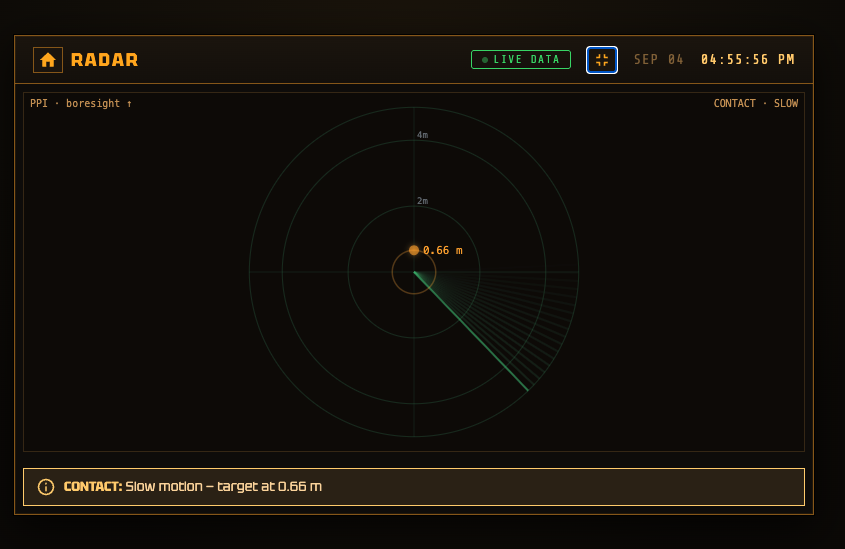 RADAR
LIVE DATA
SEP 04 04:55:56 PM
PPI · boresight ↑
CONTACT · SLOW
4m
2m
0.66 m
CONTACT: Slow motion – target at 0.66 m